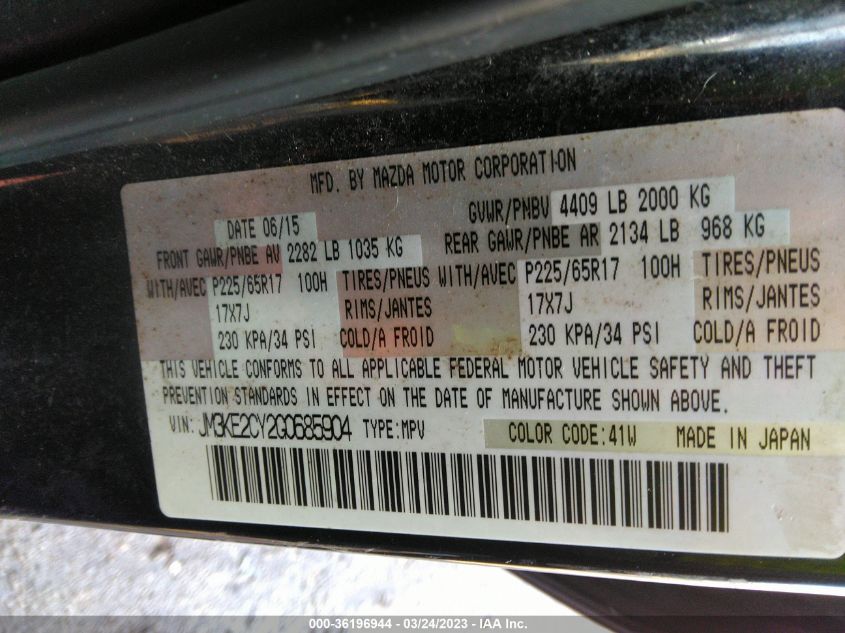 MFD. BY MAZDA MOTOR CORPORATION
DATE 06/15 GVWR/PNBV 4409 LB 2000 KG
FRONT GAWR/PNBE AV 2282 LB 1035 KG REAR GAWR/PNBE AR 2134 LB 968 KG
WITH/AVEC P225/65R17 100H TIRES/PNEUS WITH/AVEC P225/65R17 100H TIRES/PNEUS
17X7J RIMS/JANTES 17X7J RIMS/JANTES
230 KPA/34 PSI COLD/A FROID 230 KPA/34 PSI COLD/A FROID
THIS VEHICLE CONFORMS TO ALL APPLICABLE FEDERAL MOTOR VEHICLE SAFETY AND THEFT
PREVENTION STANDARDS IN EFFECT ON THE DATE OF MANUFACTURE SHOWN ABOVE.
VIN: JM3KE2CY2G0685904 TYPE:MPV COLOR CODE:41W MADE IN JAPAN
000-36196944 - 03/24/2023 - IAA Inc.